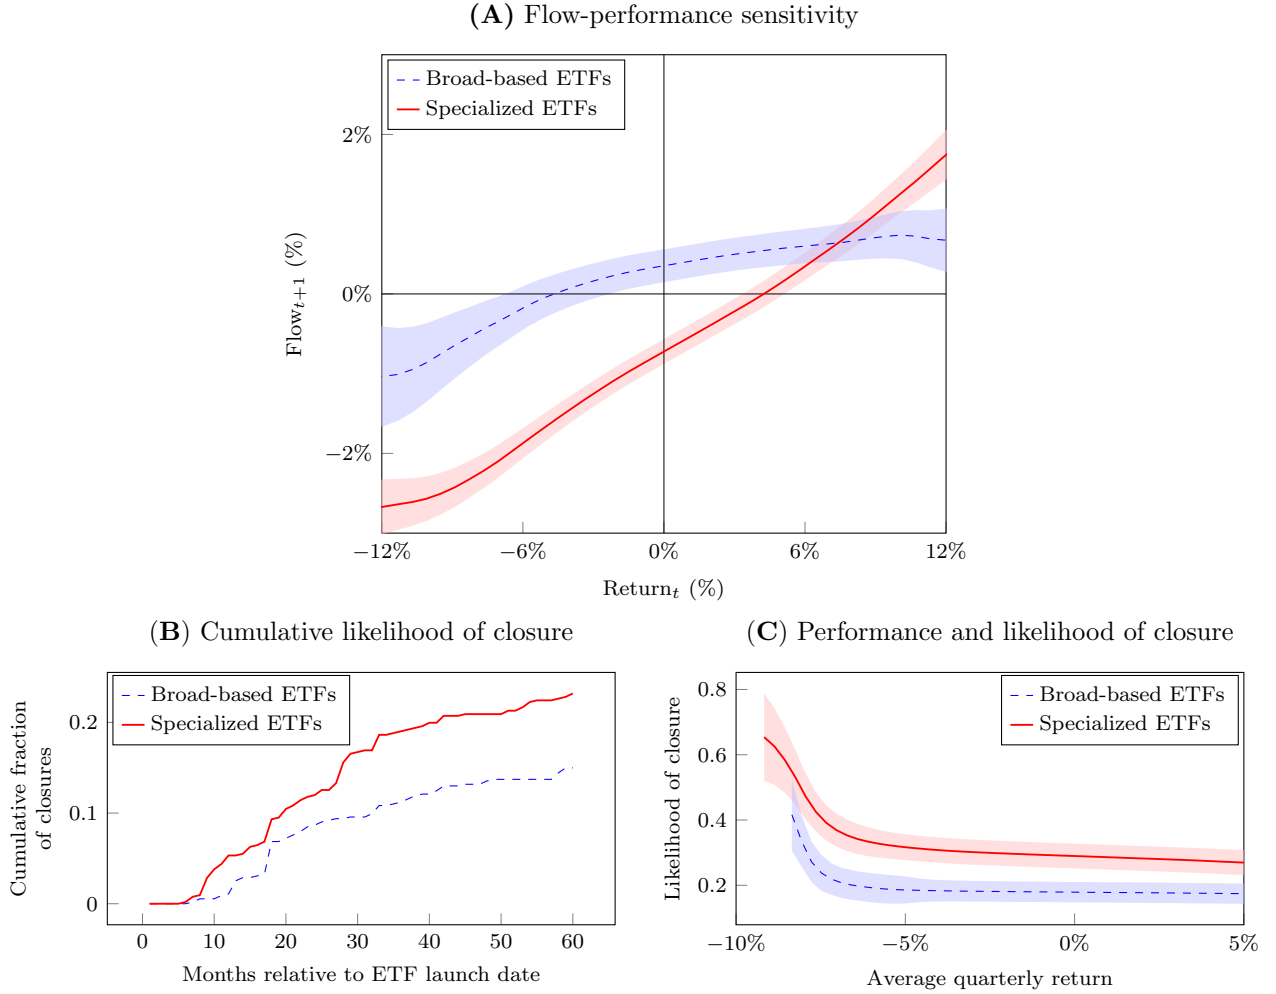 (A) Flow-performance sensitivity
Broad-based ETFs
Specialized ETFs
2%
0%
−2%
Flow_{t+1} (%)
−12%
−6%
0%
6%
12%
Return_t (%)
(B) Cumulative likelihood of closure
Broad-based ETFs
Specialized ETFs
0.2
0.1
0
Cumulative fraction
of closures
0
10
20
30
40
50
60
Months relative to ETF launch date
(C) Performance and likelihood of closure
Broad-based ETFs
Specialized ETFs
0.8
0.6
0.4
0.2
Likelihood of closure
−10%
−5%
0%
5%
Average quarterly return